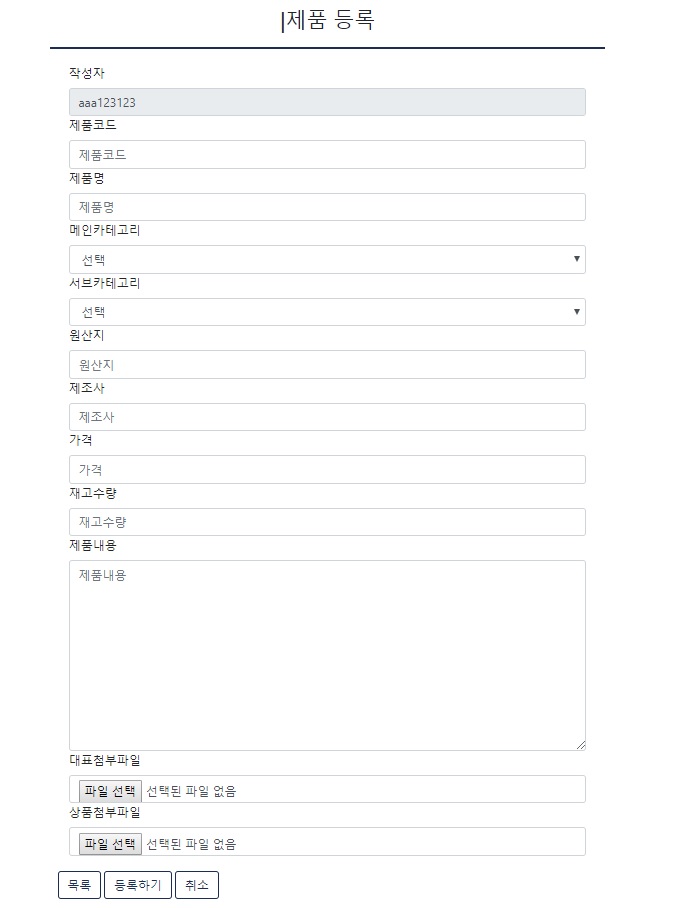 |제품 등록
작성자
aaa123123
제품코드
제품코드
제품명
제품명
메인카테고리
선택
서브카테고리
선택
원산지
원산지
제조사
제조사
가격
가격
재고수량
재고수량
제품내용
제품내용
대표첨부파일
파일 선택 선택된 파일 없음
상품첨부파일
파일 선택 선택된 파일 없음
목록 등록하기 취소